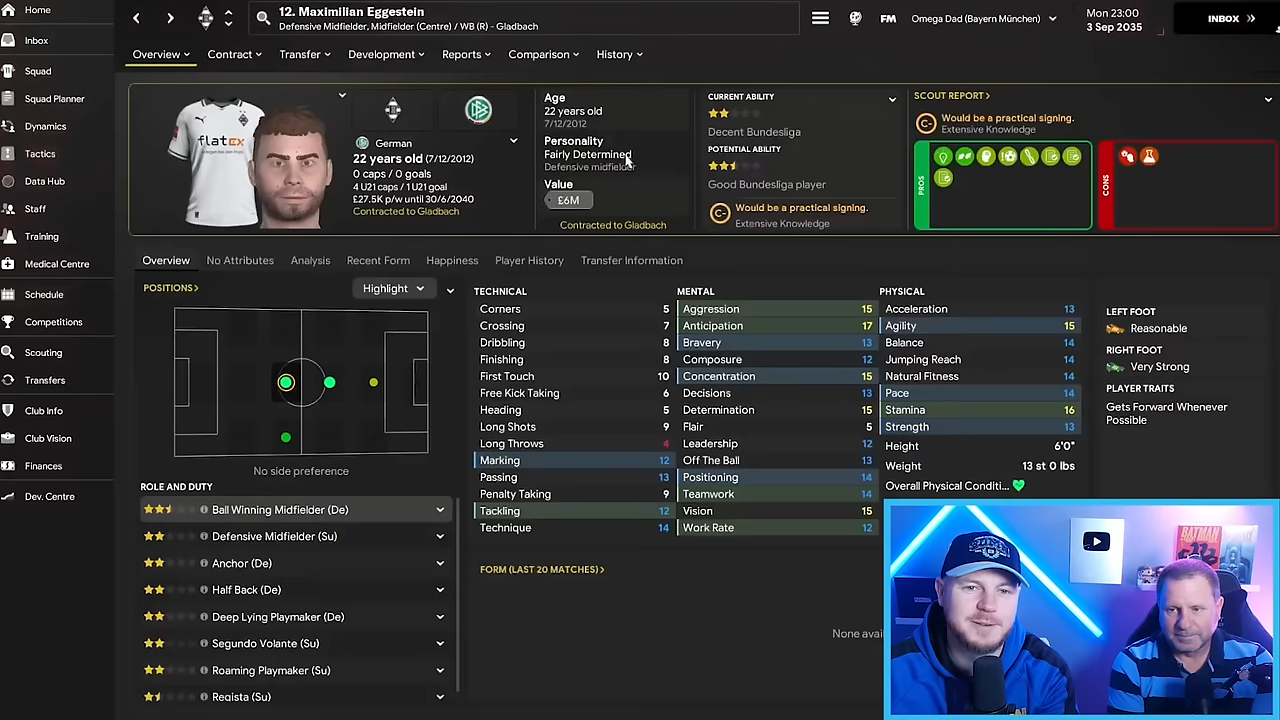 Home
Inbox
Squad
Squad Planner
Dynamics
Tactics
Data Hub
Staff
Training
Medical Centre
Schedule
Competitions
Scouting
Transfers
Club Info
Club Vision
Finances
Dev. Centre
12. Maximilian Eggestein
Defensive Midfielder, Midfielder (Centre) / WB (R) - Gladbach
FM
Omega Dad (Bayern München)
Mon 23:00
3 Sep 2035
INBOX
Overview
Contract
Transfer
Development
Reports
Comparison
History
flatex
German
22 years old (7/12/2012)
0 caps / 0 goals
4 U21 caps / 1 U21 goal
£27.5K p/w until 30/6/2040
Contracted to Gladbach
Age
22 years old
7/12/2012
Personality
Fairly Determined
Defensive midfielder
Value
£6M
Contracted to Gladbach
CURRENT ABILITY
Decent Bundesliga
POTENTIAL ABILITY
Good Bundesliga player
C- Would be a practical signing.
Extensive Knowledge
SCOUT REPORT >
C- Would be a practical signing.
Extensive Knowledge
PROS
CONS
Overview
No Attributes
Analysis
Recent Form
Happiness
Player History
Transfer Information
POSITIONS >
Highlight
No side preference
ROLE AND DUTY
Ball Winning Midfielder (De)
Defensive Midfielder (Su)
Anchor (De)
Half Back (De)
Deep Lying Playmaker (De)
Segundo Volante (Su)
Roaming Playmaker (Su)
Regista (Su)
TECHNICAL
Corners 5
Crossing 7
Dribbling 8
Finishing 8
First Touch 10
Free Kick Taking 6
Heading 5
Long Shots 9
Long Throws 4
Marking 12
Passing 13
Penalty Taking 9
Tackling 12
Technique 14
MENTAL
Aggression 15
Anticipation 17
Bravery 13
Composure 12
Concentration 15
Decisions 13
Determination 15
Flair 5
Leadership 12
Off The Ball 13
Positioning 14
Teamwork 14
Vision 15
Work Rate 12
PHYSICAL
Acceleration 13
Agility 15
Balance 14
Jumping Reach 14
Natural Fitness 14
Pace 14
Stamina 16
Strength 13
Height 6'0"
Weight 13 st 0 lbs
Overall Physical Conditi...
LEFT FOOT
Reasonable
RIGHT FOOT
Very Strong
PLAYER TRAITS
Gets Forward Whenever
Possible
FORM (LAST 20 MATCHES) >
None avai
BATMAN